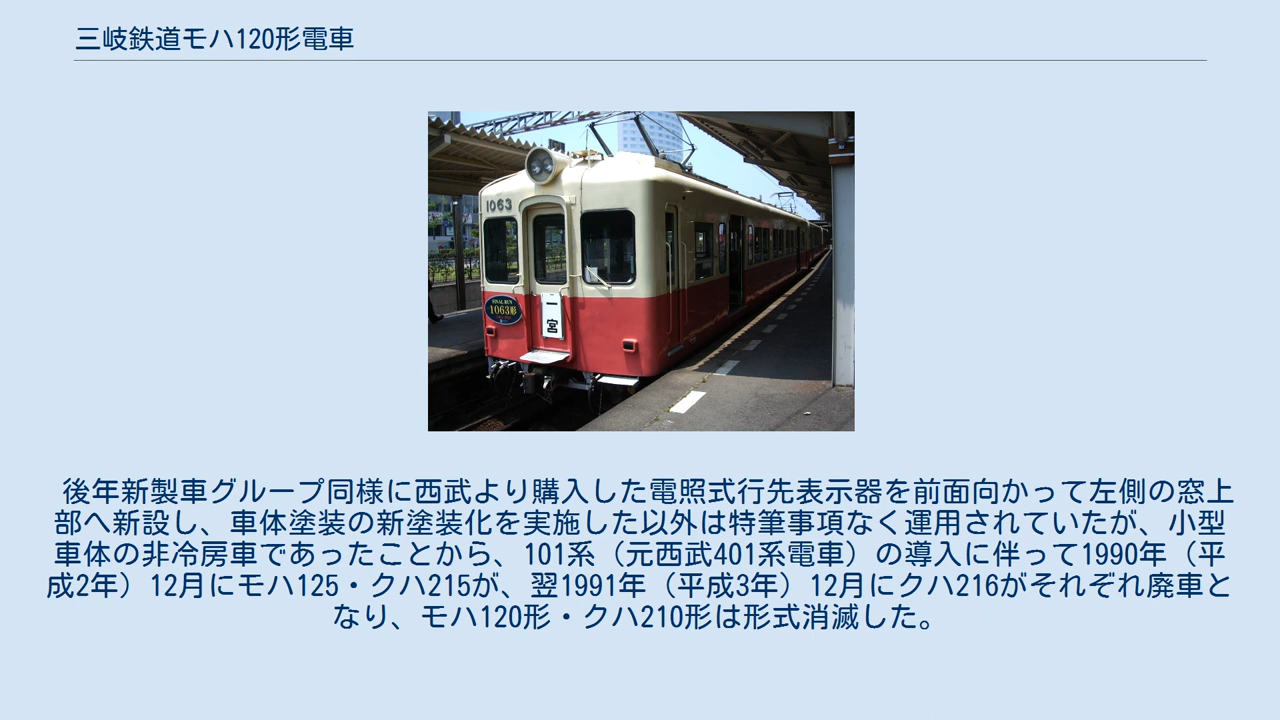 三岐鉄道モハ120形電車
1063
FINAL RUN
1063形
一宮
後年新製車グループ同様に西武より購入した電照式行先表示器を前面向かって左側の窓上
部へ新設し、車体塗装の新塗装化を実施した以外は特筆事項なく運用されていたが、小型
車体の非冷房車であったことから、101系（元西武401系電車）の導入に伴って1990年（平
成2年）12月にモハ125・クハ215が、翌1991年（平成3年）12月にクハ216がそれぞれ廃車と
なり、モハ120形・クハ210形は形式消滅した。